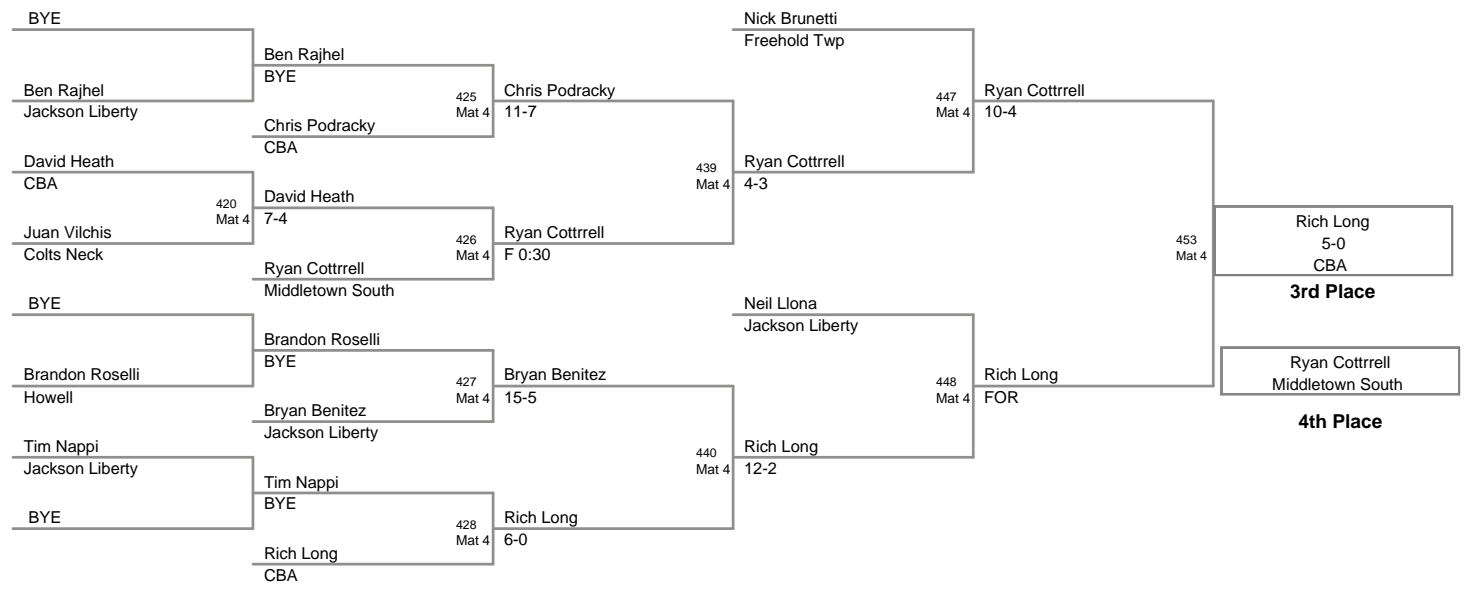 BYE
Ben Rajhel
Jackson Liberty
David Heath
CBA
Juan Vilchis
Colts Neck
BYE
Brandon Roselli
Howell
Tim Nappi
Jackson Liberty
BYE
Ben Rajhel
BYE
Chris Podracky
CBA
420
Mat 4
David Heath
7-4
Ryan Cottrrell
Middletown South
Brandon Roselli
BYE
Bryan Benitez
Jackson Liberty
Tim Nappi
BYE
Rich Long
CBA
425
Mat 4
Chris Podracky
11-7
426
Mat 4
Ryan Cottrrell
F 0:30
427
Mat 4
Bryan Benitez
15-5
428
Mat 4
Rich Long
6-0
Nick Brunetti
Freehold Twp
439
Mat 4
Ryan Cottrrell
4-3
Neil Llona
Jackson Liberty
440
Mat 4
Rich Long
12-2
447
Mat 4
Ryan Cottrrell
10-4
448
Mat 4
Rich Long
FOR
453
Mat 4
Rich Long
5-0
CBA
3rd Place
Ryan Cottrrell
Middletown South
4th Place